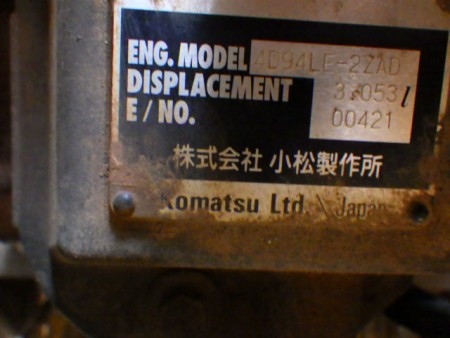 ENG. MODEL 4D94LE-2ZAD
DISPLACEMENT 3.053 l
E / NO. 00421
株式会社 小松製作所
Komatsu Ltd. Japan